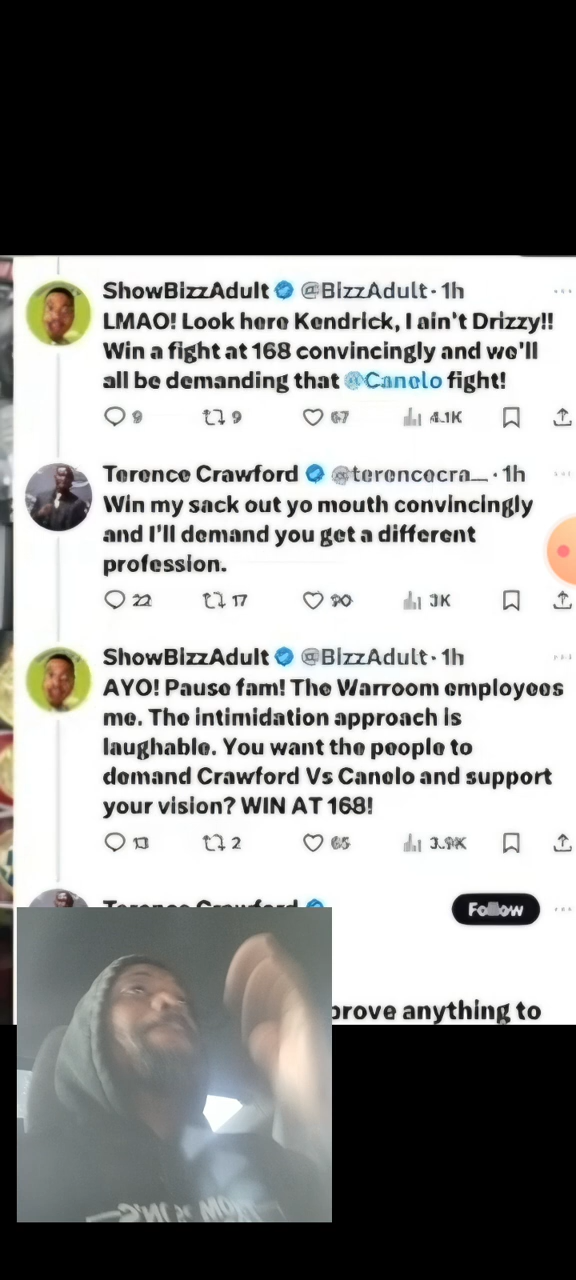 ShowBizzAdult @BizzAdult · 1h
LMAO! Look here Kendrick, I ain't Drizzy!!
Win a fight at 168 convincingly and we'll
all be demanding that @Canelo fight!
9 9 67 4.1K
Terence Crawford @terencecra... · 1h
Win my sack out yo mouth convincingly
and I'll demand you get a different
profession.
22 17 90 3K
ShowBizzAdult @BizzAdult · 1h
AYO! Pause fam! The Warroom employees
me. The intimidation approach is
laughable. You want the people to
demand Crawford Vs Canelo and support
your vision? WIN AT 168!
13 2 65 3.9K
Terence Crawford
Follow
prove anything to